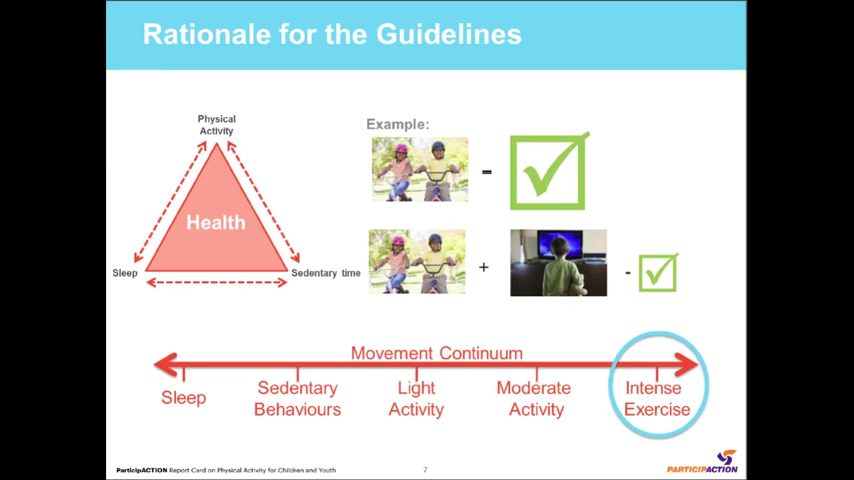 Rationale for the Guidelines
Physical
Activity
Health
Sleep
Sedentary time
Example:
=
+
-
Movement Continuum
Sleep
Sedentary
Behaviours
Light
Activity
Moderate
Activity
Intense
Exercise
ParticipACTION Report Card on Physical Activity for Children and Youth
7
PARTICIPACTION